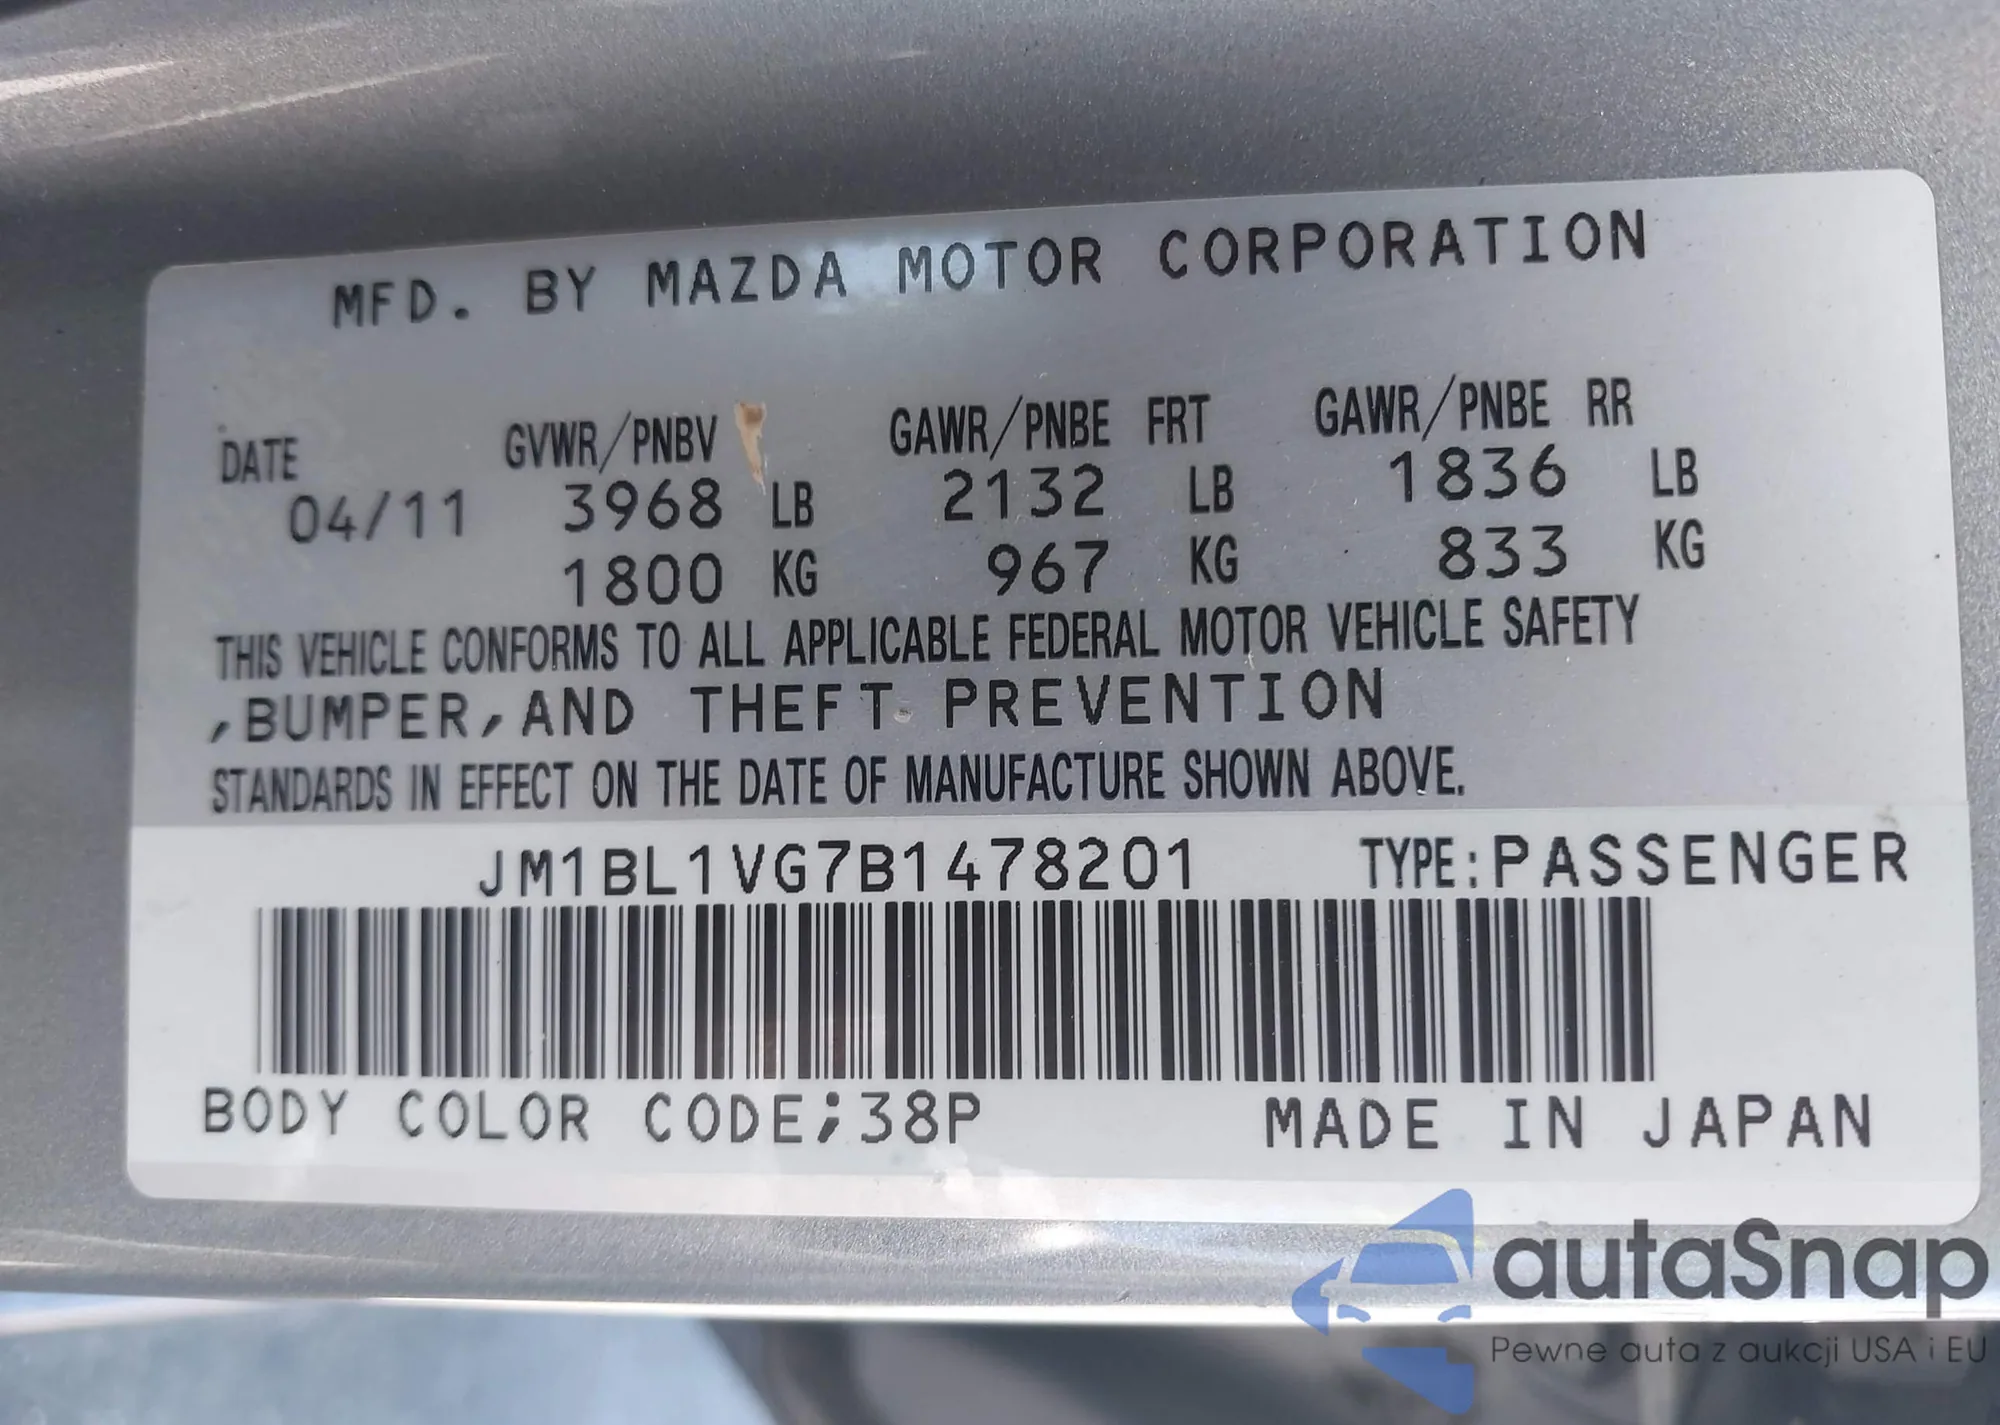 MFD. BY MAZDA MOTOR CORPORATION
DATE GVWR/PNBV GAWR/PNBE FRT GAWR/PNBE RR
04/11 3968 LB 2132 LB 1836 LB
1800 KG 967 KG 833 KG
THIS VEHICLE CONFORMS TO ALL APPLICABLE FEDERAL MOTOR VEHICLE SAFETY
,BUMPER,AND THEFT PREVENTION
STANDARDS IN EFFECT ON THE DATE OF MANUFACTURE SHOWN ABOVE.
JM1BL1VG7B1478201 TYPE:PASSENGER
BODY COLOR CODE;38P MADE IN JAPAN
autaSnap
Pewne auta z aukcji USA i EU